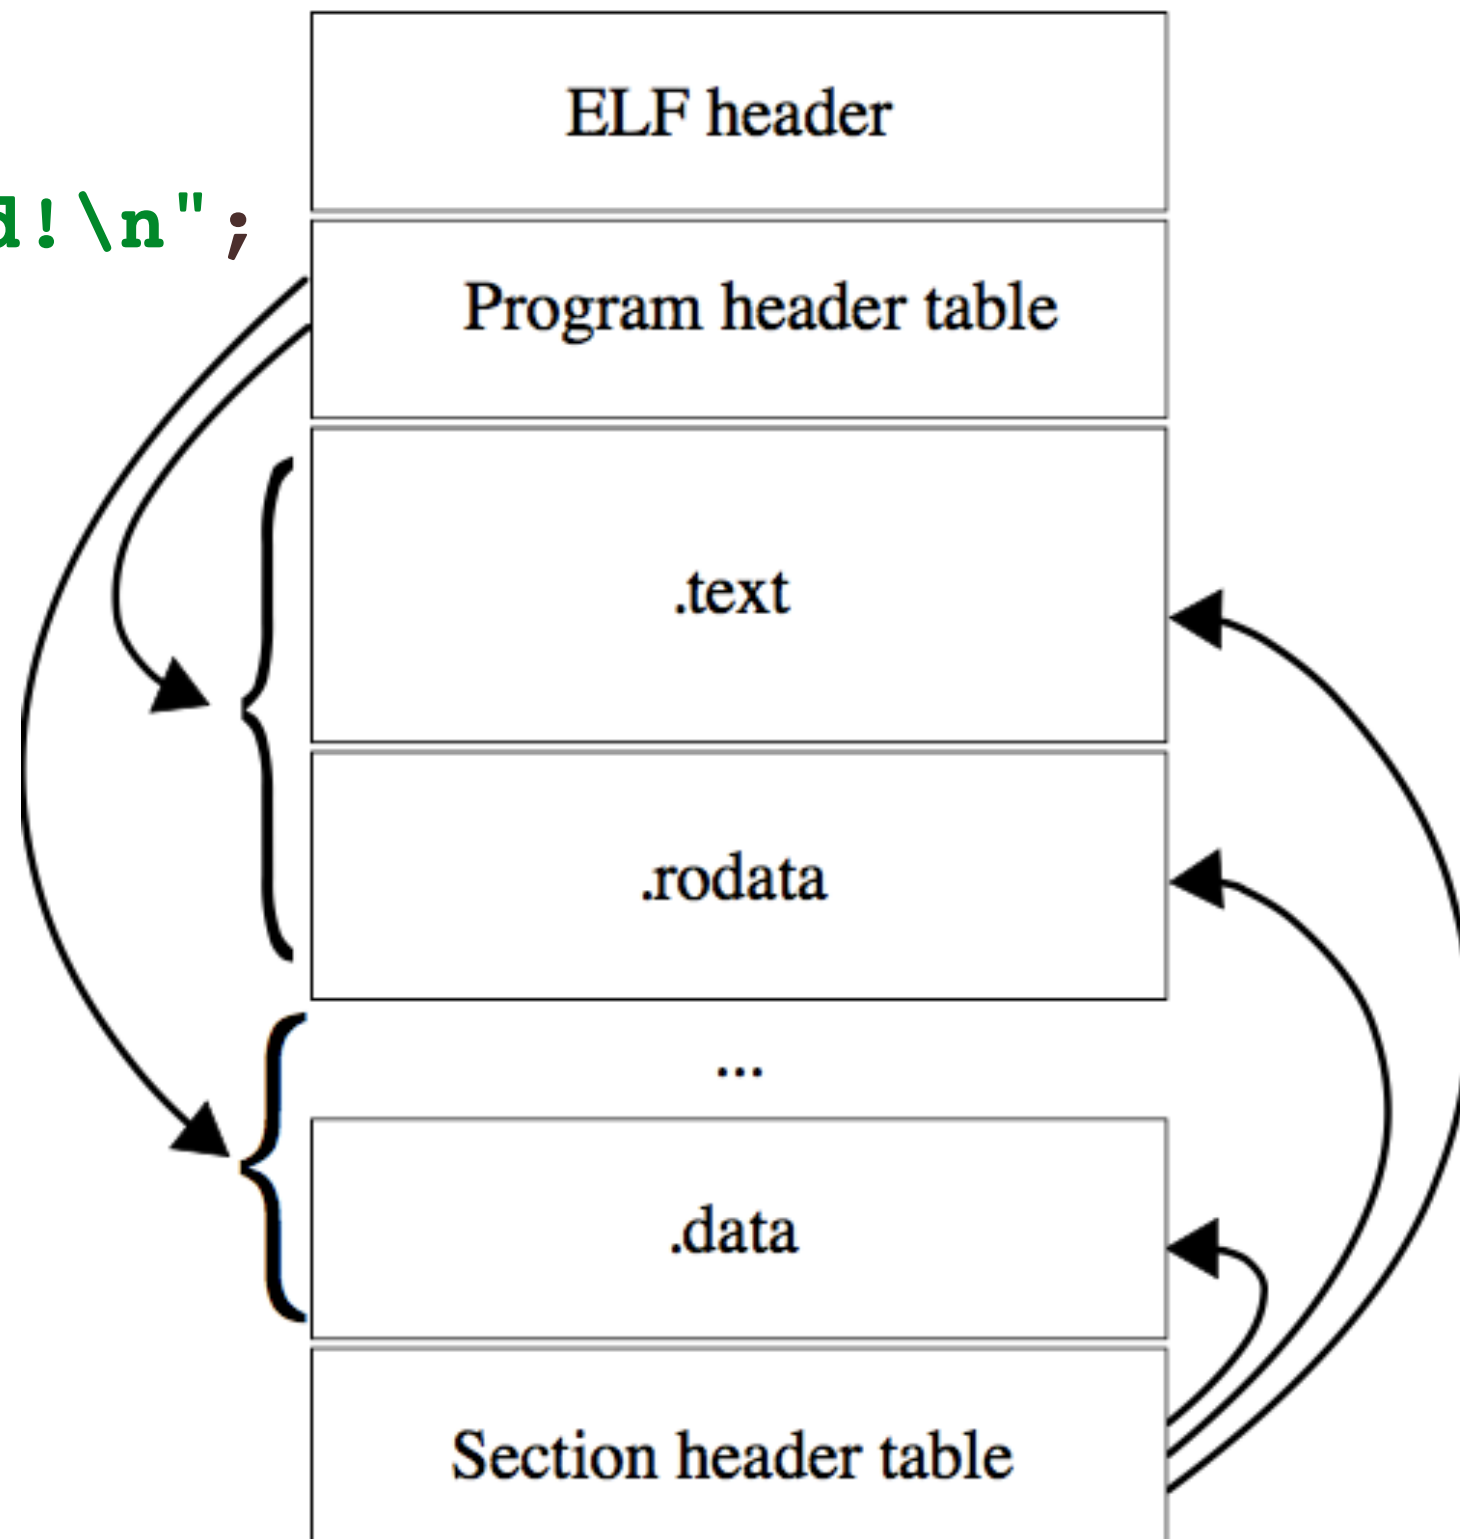 ELF header
d!\n";
Program header table
.text
.rodata
...
.data
Section header table